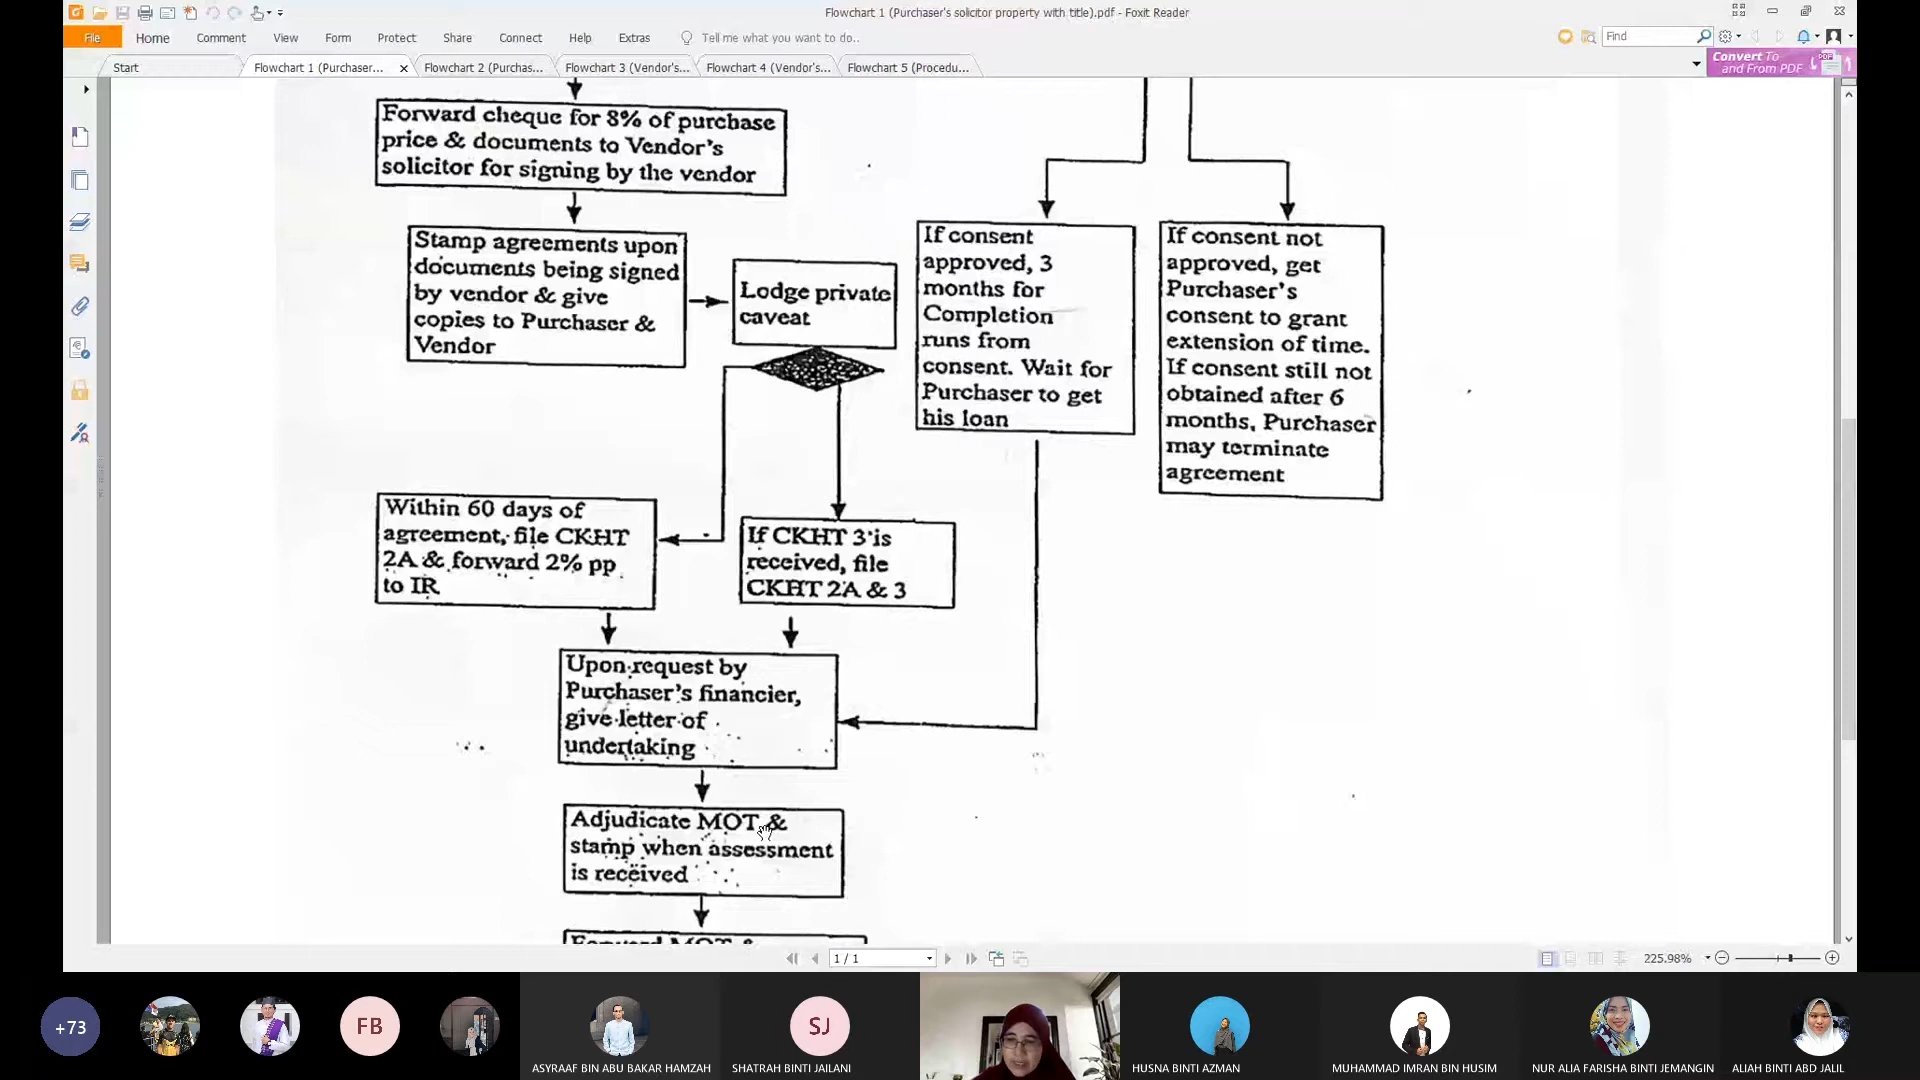 Flowchart 1 (Purchaser's solicitor property with title).pdf - Foxit Reader
File Home Comment View Form Protect Share Connect Help Extras Tell me what you want to do.. Find
Convert To
and From PDF
PDF
Start Flowchart 1 (Purchaser... Flowchart 2 (Purchas... Flowchart 3 (Vendor's... Flowchart 4 (Vendor's... Flowchart 5 (Procedu...
Forward cheque for 8% of purchase
price & documents to Vendor's
solicitor for signing by the vendor
Stamp agreements upon
documents being signed
by vendor & give
copies to Purchaser &
Vendor
Lodge private
caveat
If consent
approved, 3
months for
Completion
runs from
consent. Wait for
Purchaser to get
his loan
If consent not
approved, get
Purchaser's
consent to grant
extension of time.
If consent still not
obtained after 6
months, Purchaser
may terminate
agreement
Within 60 days of
agreement, file CKHT
2A & forward 2% pp
to IR
If CKHT 3 is
received, file
CKHT 2A & 3
Upon request by
Purchaser's financier,
give letter of
undertaking
Adjudicate MOT &
stamp when assessment
is received
Forward MOT &
1 / 1
225.98%
+73
FB
SJ
ASYRAAF BIN ABU BAKAR HAMZAH
SHATRAH BINTI JAILANI
HUSNA BINTI AZMAN
MUHAMMAD IMRAN BIN HUSIM
NUR ALIA FARISHA BINTI JEMANGIN
ALIAH BINTI ABD JALIL